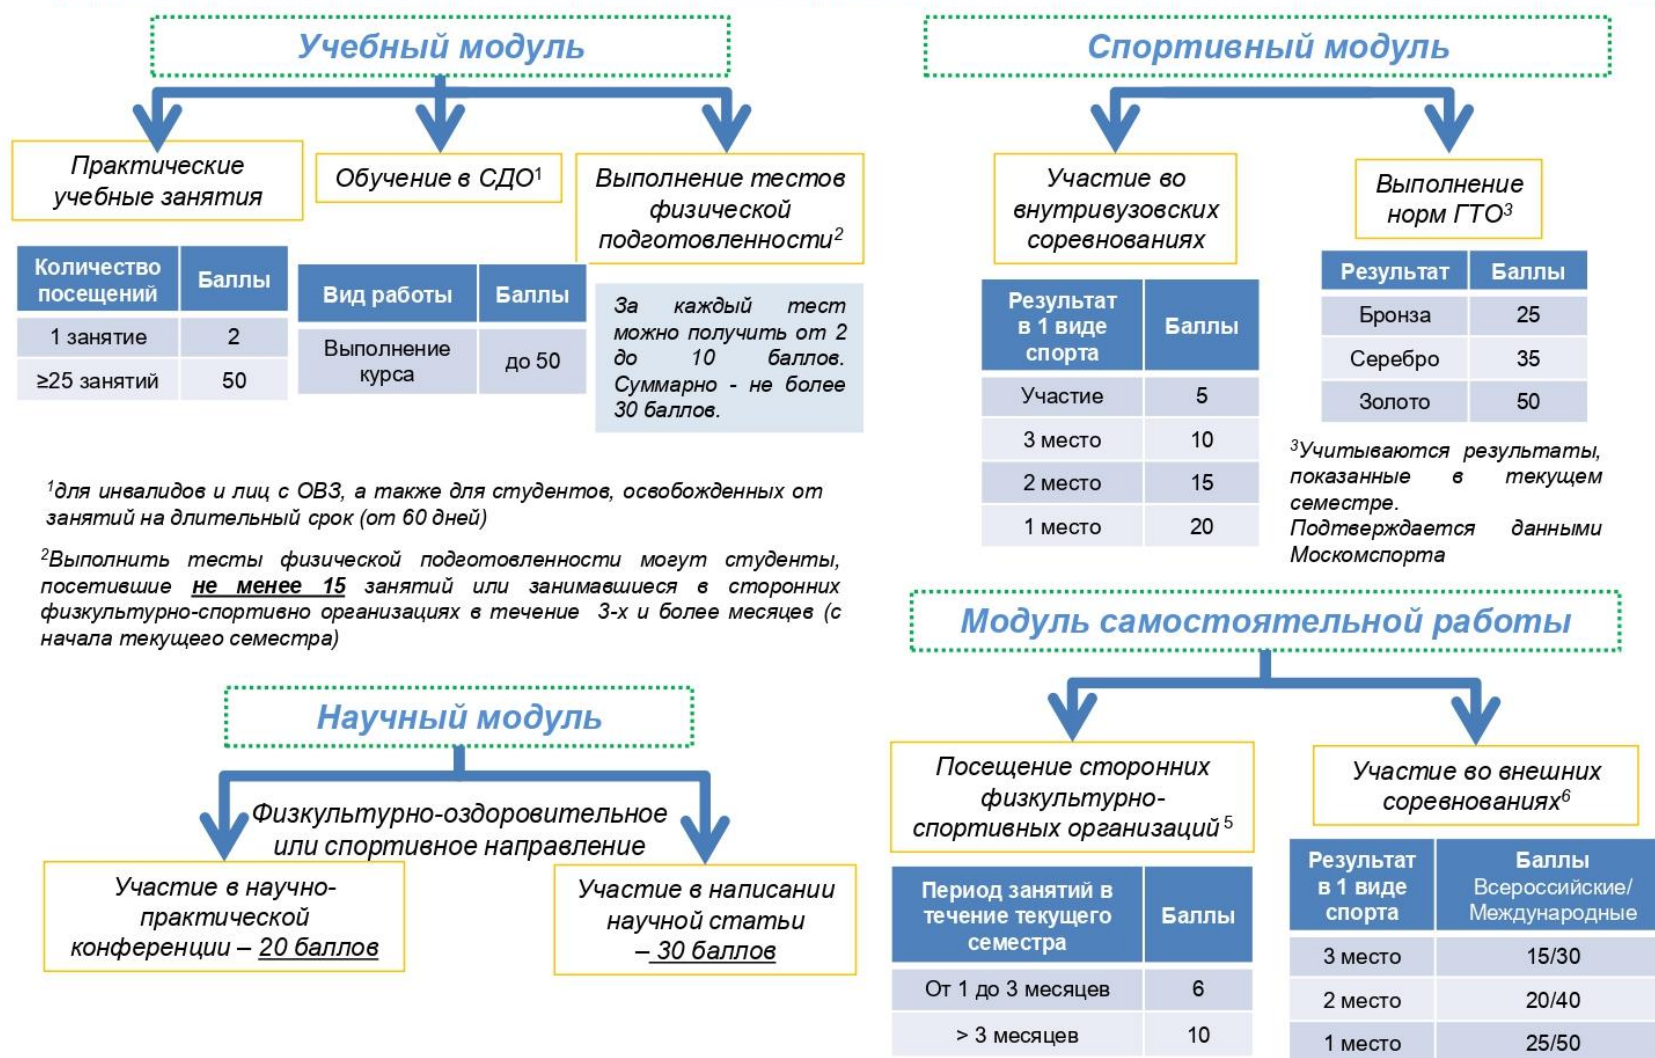 Учебный модуль
Практические
учебные занятия
Обучение в СДО¹
Выполнение тестов
физической
подготовленности²
Количество
посещений
Баллы
1 занятие
2
≥25 занятий
50
Вид работы
Баллы
Выполнение
курса
до 50
За каждый тест
можно получить от 2
до 10 баллов.
Суммарно - не более
30 баллов.
¹для инвалидов и лиц с ОВЗ, а также для студентов, освобожденных от
занятий на длительный срок (от 60 дней)
²Выполнить тесты физической подготовленности могут студенты,
посетившие не менее 15 занятий или занимавшиеся в сторонних
физкультурно-спортивно организациях в течение 3-х и более месяцев (с
начала текущего семестра)
Спортивный модуль
Участие во
внутривузовских
соревнованиях
Выполнение
норм ГТО³
Результат
в 1 виде
спорта
Баллы
Участие
5
3 место
10
2 место
15
1 место
20
Результат
Баллы
Бронза
25
Серебро
35
Золото
50
³Учитываются результаты,
показанные в текущем
семестре.
Подтверждается данными
Москомспорта
Научный модуль
Физкультурно-оздоровительное
или спортивное направление
Участие в научно-
практической
конференции – 20 баллов
Участие в написании
научной статьи
– 30 баллов
Модуль самостоятельной работы
Посещение сторонних
физкультурно-
спортивных организаций ⁵
Участие во внешних
соревнованиях⁶
Период занятий в
течение текущего
семестра
Баллы
От 1 до 3 месяцев
6
> 3 месяцев
10
Результат
в 1 виде
спорта
Баллы
Всероссийские/
Международные
3 место
15/30
2 место
20/40
1 место
25/50